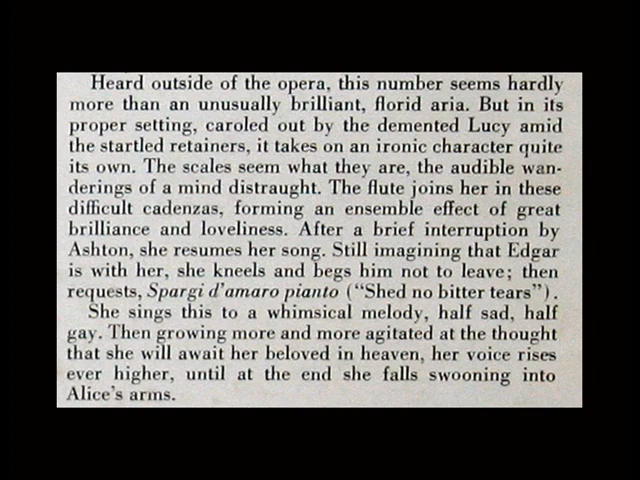 Heard outside of the opera, this number seems hardly
more than an unusually brilliant, florid aria. But in its
proper setting, caroled out by the demented Lucy amid
the startled retainers, it takes on an ironic character quite
its own. The scales seem what they are, the audible wan-
derings of a mind distraught. The flute joins her in these
difficult cadenzas, forming an ensemble effect of great
brilliance and loveliness. After a brief interruption by
Ashton, she resumes her song. Still imagining that Edgar
is with her, she kneels and begs him not to leave; then
requests, Spargi d'amaro pianto ("Shed no bitter tears").
She sings this to a whimsical melody, half sad, half
gay. Then growing more and more agitated at the thought
that she will await her beloved in heaven, her voice rises
ever higher, until at the end she falls swooning into
Alice's arms.